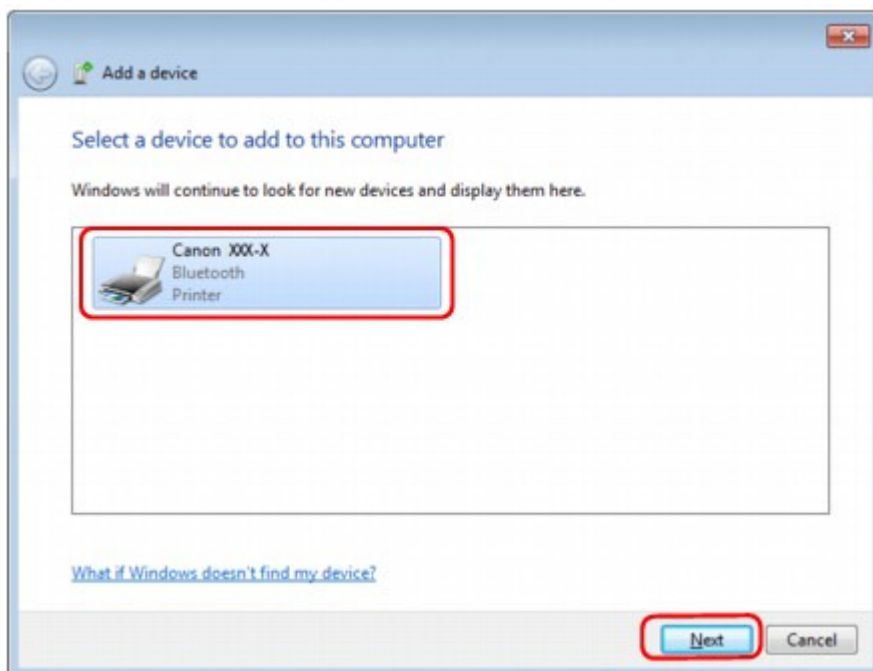 Add a device
Select a device to add to this computer
Windows will continue to look for new devices and display them here.
Canon XXX-X
Bluetooth
Printer
What if Windows doesn't find my device?
Next
Cancel